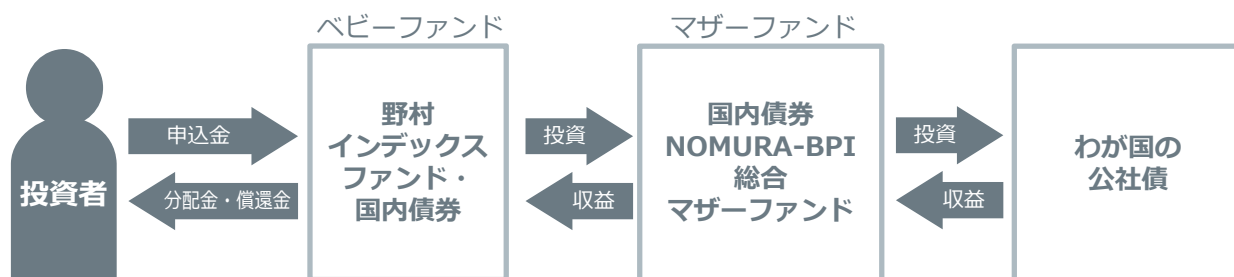 ベビーファンド
マザーファンド
投資者
申込金
分配金・償還金
野村
インデックス
ファンド・
国内債券
投資
収益
国内債券
NOMURA-BPI
総合
マザーファンド
投資
収益
わが国の
公社債